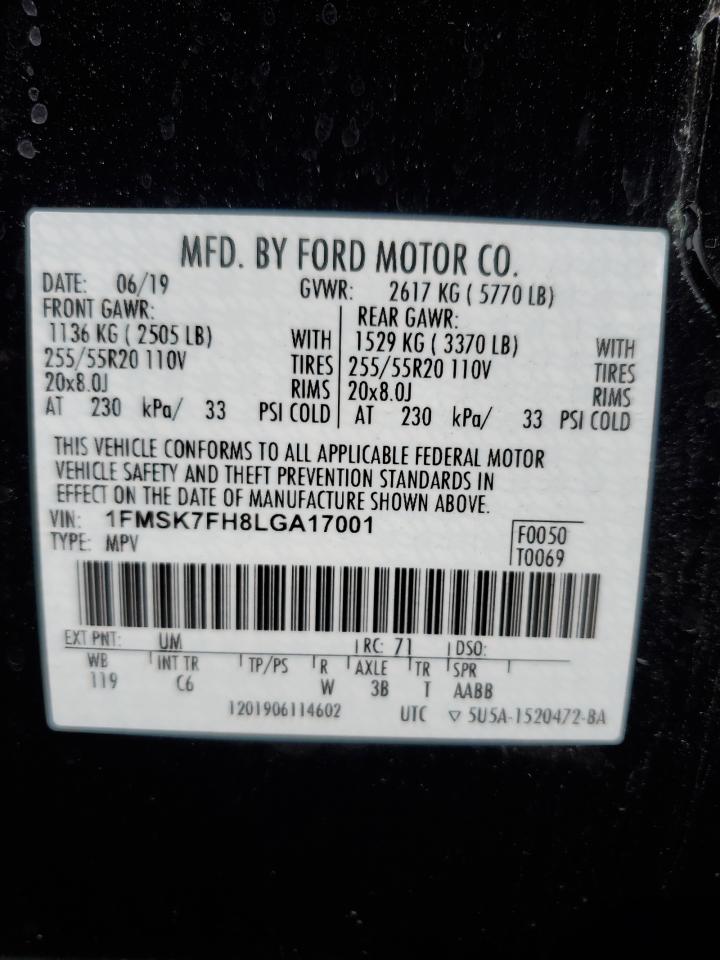 MFD. BY FORD MOTOR CO.
DATE: 06/19 GVWR: 2617 KG ( 5770 LB)
FRONT GAWR: REAR GAWR:
1136 KG ( 2505 LB) WITH 1529 KG ( 3370 LB) WITH
255/55R20 110V TIRES 255/55R20 110V TIRES
20x8.0J RIMS 20x8.0J RIMS
AT 230 kPa/ 33 PSI COLD AT 230 kPa/ 33 PSI COLD
THIS VEHICLE CONFORMS TO ALL APPLICABLE FEDERAL MOTOR
VEHICLE SAFETY AND THEFT PREVENTION STANDARDS IN
EFFECT ON THE DATE OF MANUFACTURE SHOWN ABOVE.
VIN: 1FMSK7FH8LGA17001 F0050
TYPE: MPV T0069
EXT PNT: UM RC: 71 DSO:
WB INT TR TP/PS R AXLE TR SPR
119 C6 W 3B T AABB
1201906114602 UTC ▽ 5U5A-1520472-BA